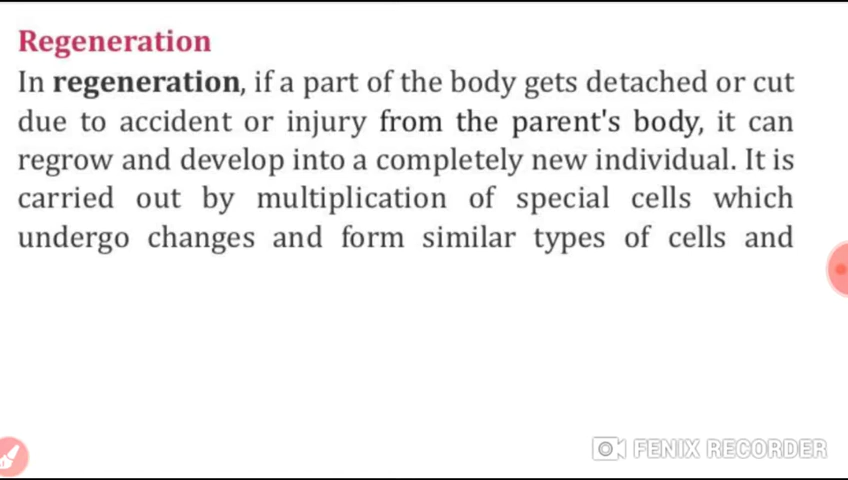 Regeneration
In regeneration, if a part of the body gets detached or cut
due to accident or injury from the parent's body, it can
regrow and develop into a completely new individual. It is
carried out by multiplication of special cells which
undergo changes and form similar types of cells and
FENIX RECORDER